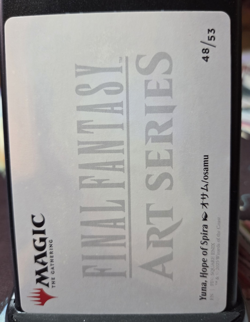 FINAL FANTASY
ART SERIES
MAGIC
THE GATHERING
48/53
Yuna, Hope of Spira オサム/osamu